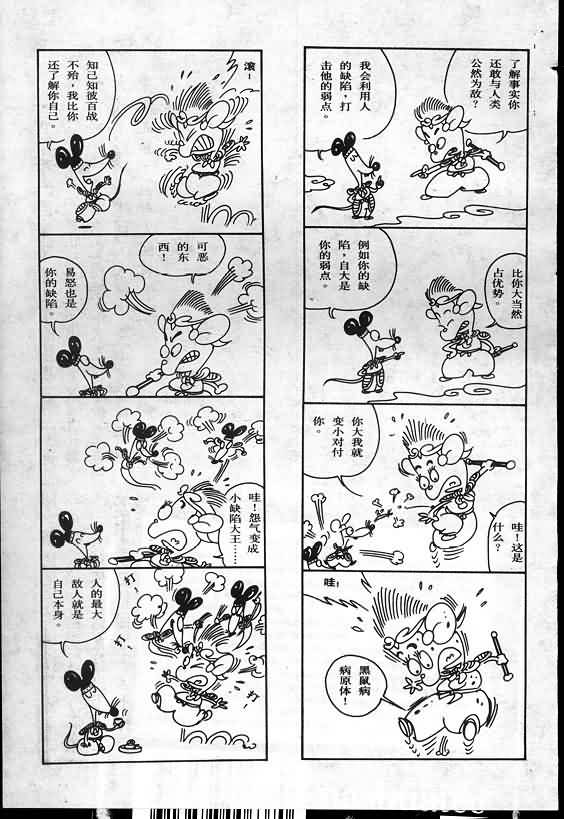 了解事实你
还敢与人类
公然为敌?
我会利用人
的缺陷,打
击他的弱点。
比你大当然
占优势。
例如你的缺
陷,自大是
你的弱点。
你大我就
变小对付
你。
哇!这是
什么?
哇!
黑鼠病
病原体!
滚!
知己知彼百战
不殆,我比你
还了解你自己。
可恶
的东
西!
易怒也是
你的缺陷。
哇!怨气变成
小缺陷大王……
打!
打!
打!
人的最大
敌人就是
自己本身。